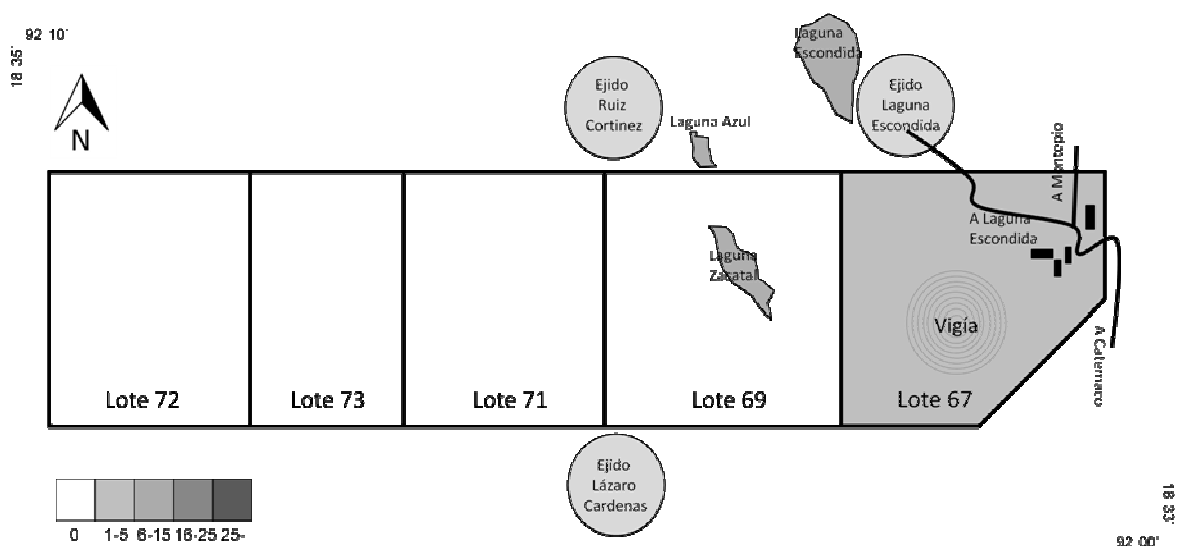 92 10'
18 35'
N
Ejido
Ruiz
Cortinez
Laguna Azul
Laguna
Escondida
Ejido
Laguna
Escondida
A Montepio
A Laguna
Escondida
Laguna
Zacatal
Vigía
A Catemaco
Lote 72
Lote 73
Lote 71
Lote 69
Lote 67
Ejido
Lázaro
Cardenas
0 1-5 6-15 16-25 25-
18 33'
92 00'